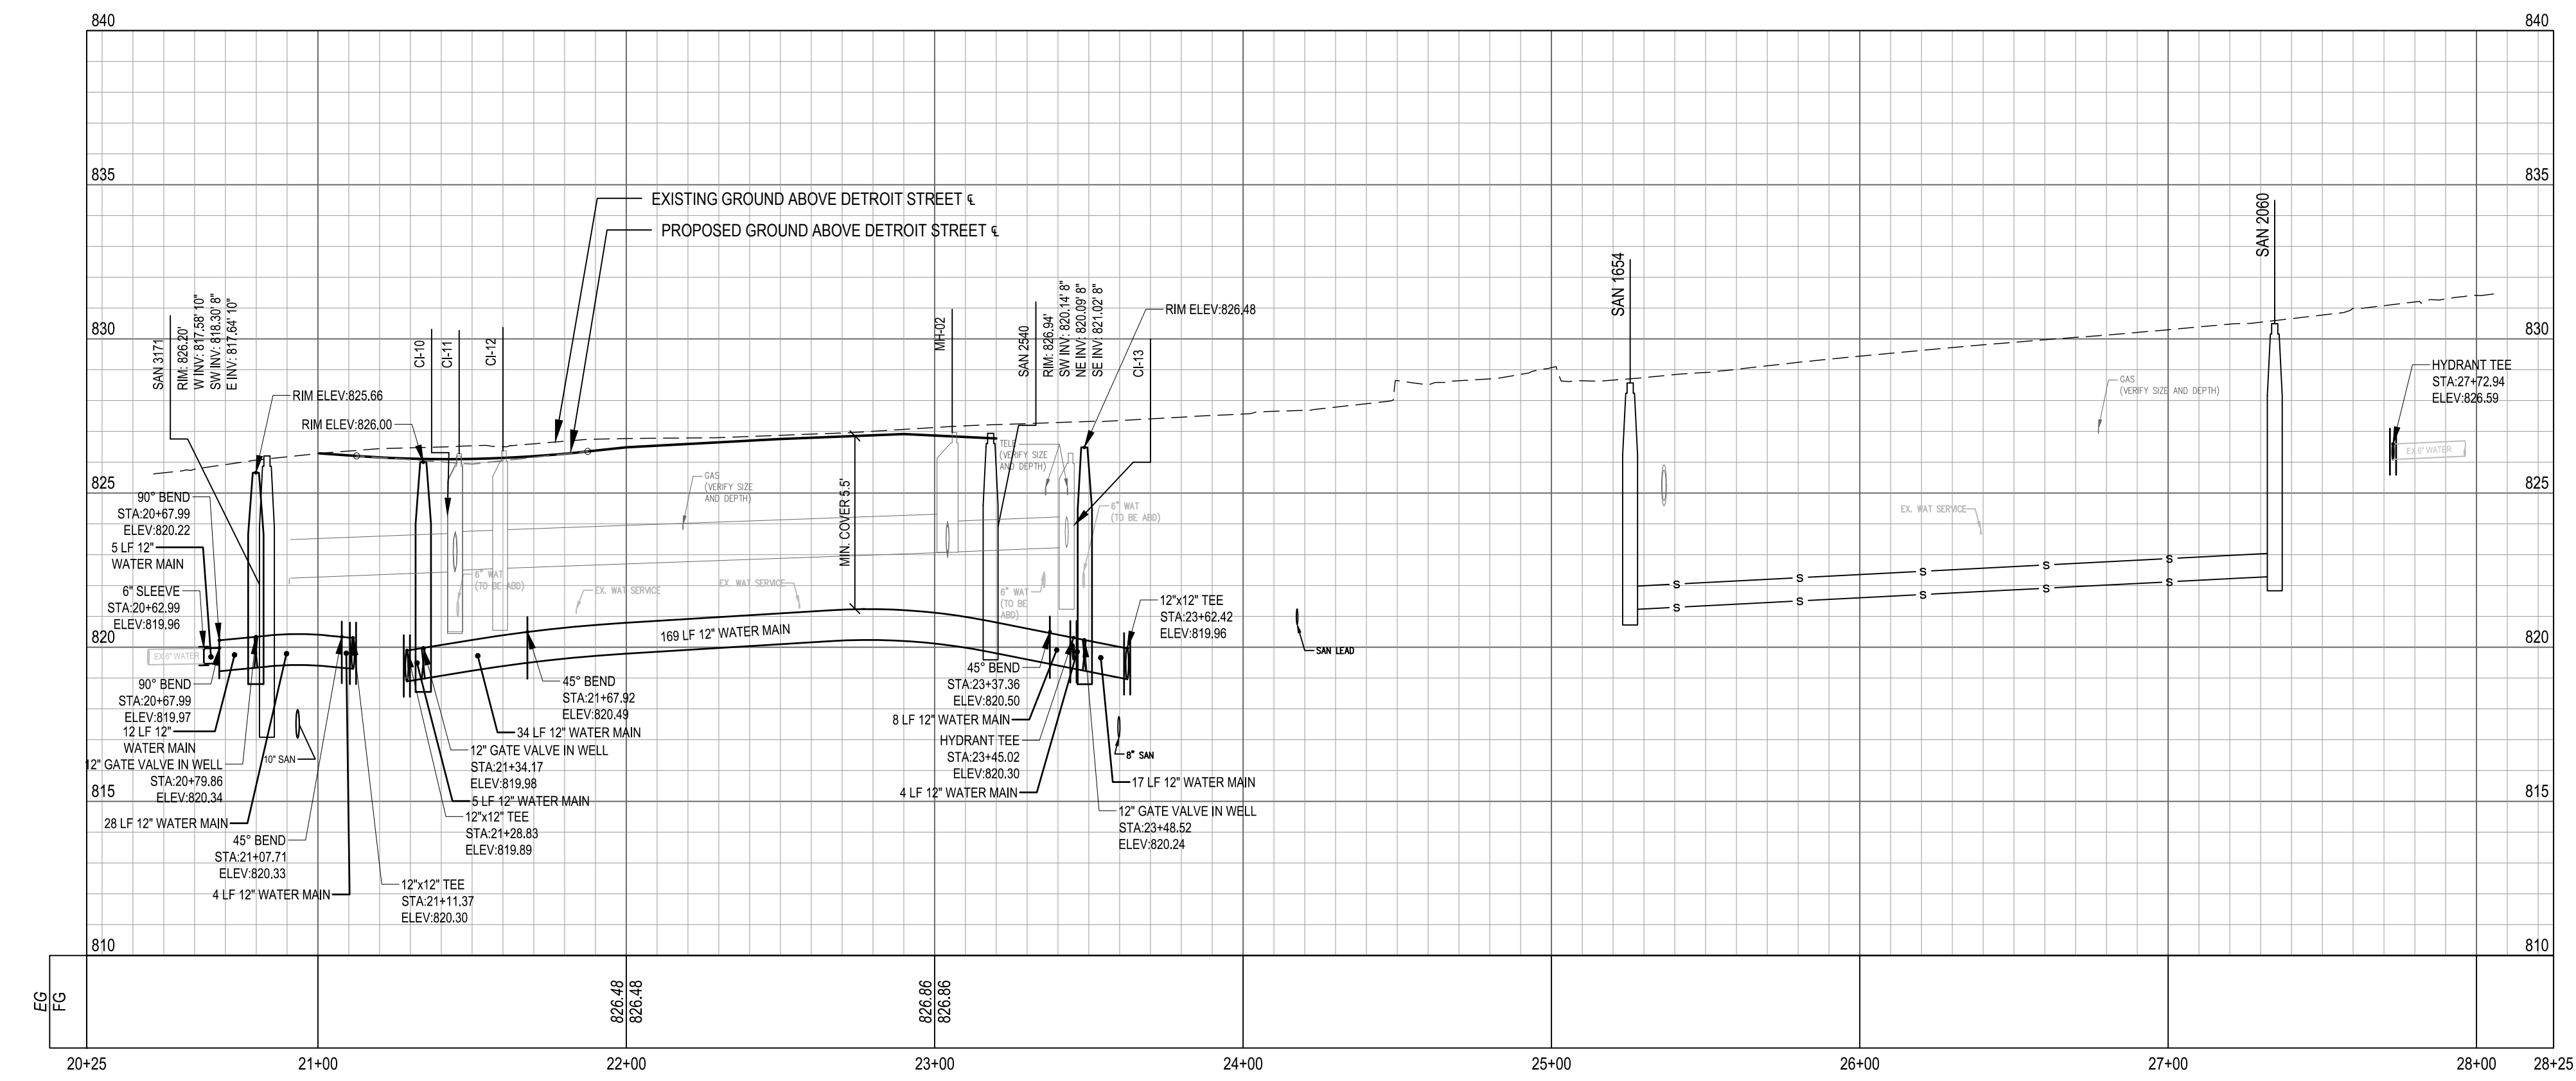 840
840
835
835
830
830
825
825
820
820
815
815
810
810
EXISTING GROUND ABOVE DETROIT STREET ℄
PROPOSED GROUND ABOVE DETROIT STREET ℄
SAN 3171
RIM: 826.20'
W INV: 817.58' 10"
SW INV: 818.30' 8"
E INV: 817.64' 10"
RIM ELEV:825.66
RIM ELEV:826.00
CI-10
CI-11
CI-12
MH-02
SAN 2540
RIM: 826.94'
SW INV: 820.14' 8"
NE INV: 820.09' 8"
SE INV: 821.02' 8"
CI-13
RIM ELEV:826.48
SAN 1654
SAN 2060
HYDRANT TEE
STA:27+72.94
ELEV:826.59
GAS
(VERIFY SIZE AND DEPTH)
EX 6" WATER
EX. WAT SERVICE
90° BEND
STA:20+67.99
ELEV:820.22
5 LF 12"
WATER MAIN
6" SLEEVE
STA:20+62.99
ELEV:819.96
EX 6" WATER
90° BEND
STA:20+67.99
ELEV:819.97
12 LF 12"
WATER MAIN
12" GATE VALVE IN WELL
STA:20+79.86
ELEV:820.34
28 LF 12" WATER MAIN
45° BEND
STA:21+07.71
ELEV:820.33
4 LF 12" WATER MAIN
10" SAN
12"x12" TEE
STA:21+11.37
ELEV:820.30
GAS
(VERIFY SIZE
AND DEPTH)
6" WAT
(TO BE ABD)
EX. WAT SERVICE
EX. WAT SERVICE
MIN. COVER 5.5'
169 LF 12" WATER MAIN
45° BEND
STA:21+67.92
ELEV:820.49
34 LF 12" WATER MAIN
12" GATE VALVE IN WELL
STA:21+34.17
ELEV:819.98
5 LF 12" WATER MAIN
12"x12" TEE
STA:21+28.83
ELEV:819.89
TELE
(VERIFY SIZE
AND DEPTH)
6" WAT
(TO BE ABD)
6" WAT
(TO BE
ABD)
12"x12" TEE
STA:23+62.42
ELEV:819.96
45° BEND
STA:23+37.36
ELEV:820.50
8 LF 12" WATER MAIN
HYDRANT TEE
STA:23+45.02
ELEV:820.30
4 LF 12" WATER MAIN
8" SAN
17 LF 12" WATER MAIN
12" GATE VALVE IN WELL
STA:23+48.52
ELEV:820.24
SAN LEAD
S S S S S
S S S S S
EG
FG
826.48
826.48
826.86
826.86
20+25
21+00
22+00
23+00
24+00
25+00
26+00
27+00
28+00
28+25